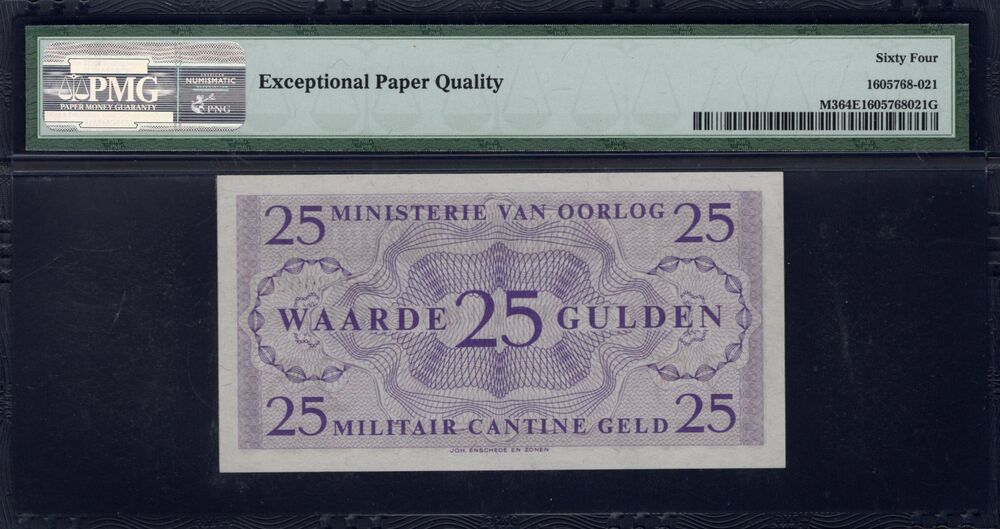 PMG
PAPER MONEY GUARANTY
NUMISMATIC
PNG
Exceptional Paper Quality
Sixty Four
1605768-021
M364E1605768021G
25 MINISTERIE VAN OORLOG 25
WAARDE 25 GULDEN
25 MILITAIR CANTINE GELD 25
JOH. ENSCHEDE EN ZONEN